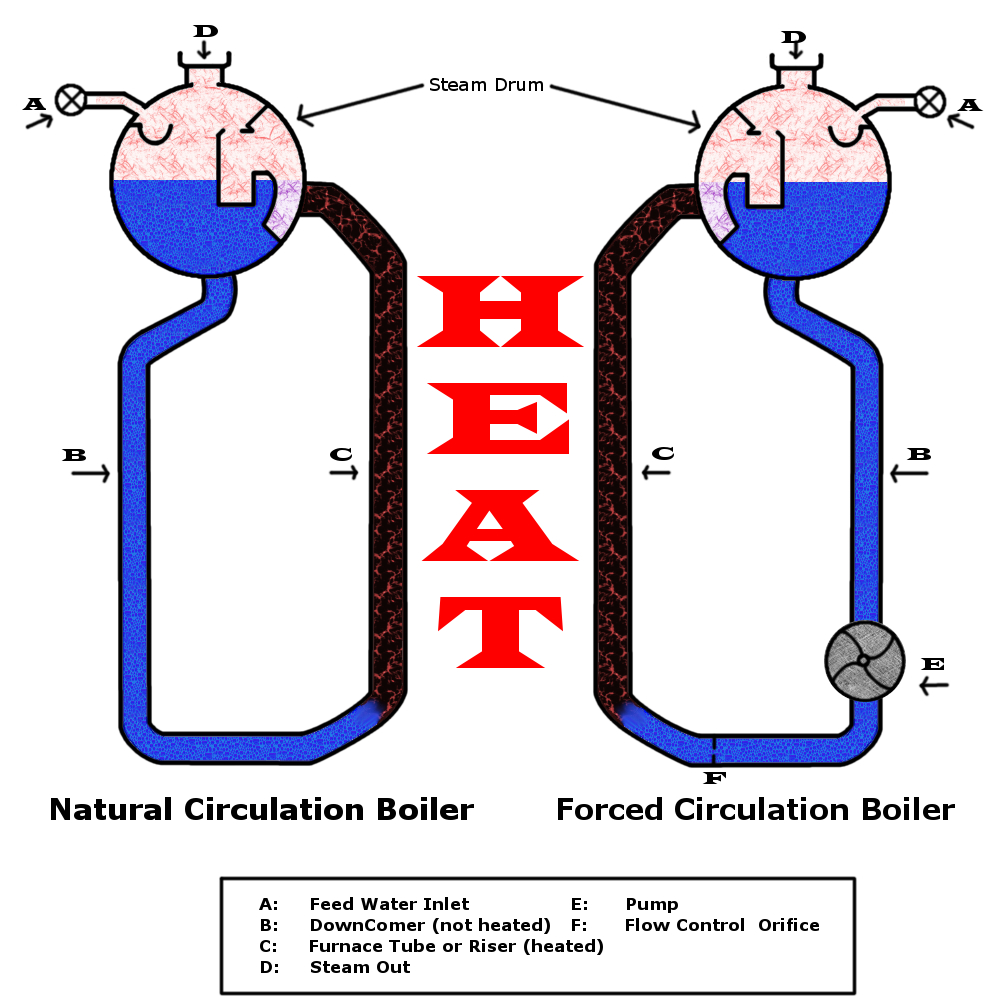 D
D
Steam Drum
A
A
H
E
A
T
B
C
C
B
E
F
Natural Circulation Boiler
Forced Circulation Boiler
A: Feed Water Inlet E: Pump
B: DownComer (not heated) F: Flow Control Orifice
C: Furnace Tube or Riser (heated)
D: Steam Out